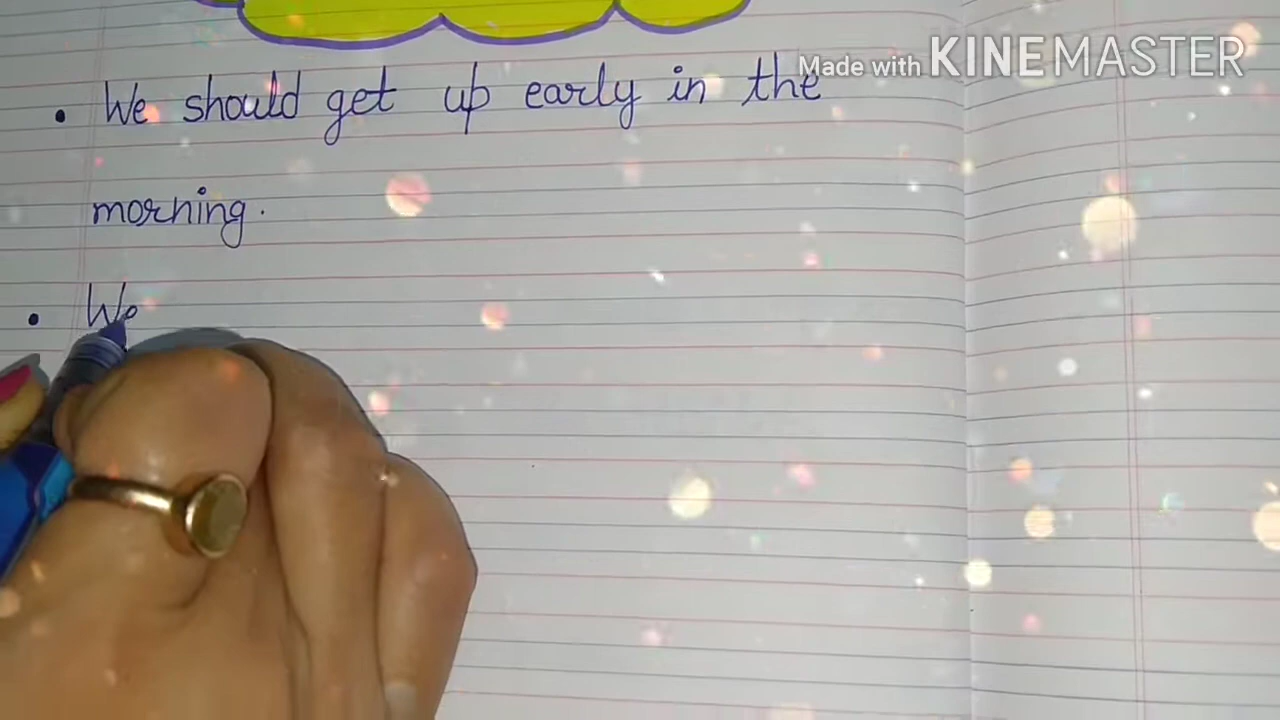 Made with KINEMASTER
• We should get up early in the
morning.
• We